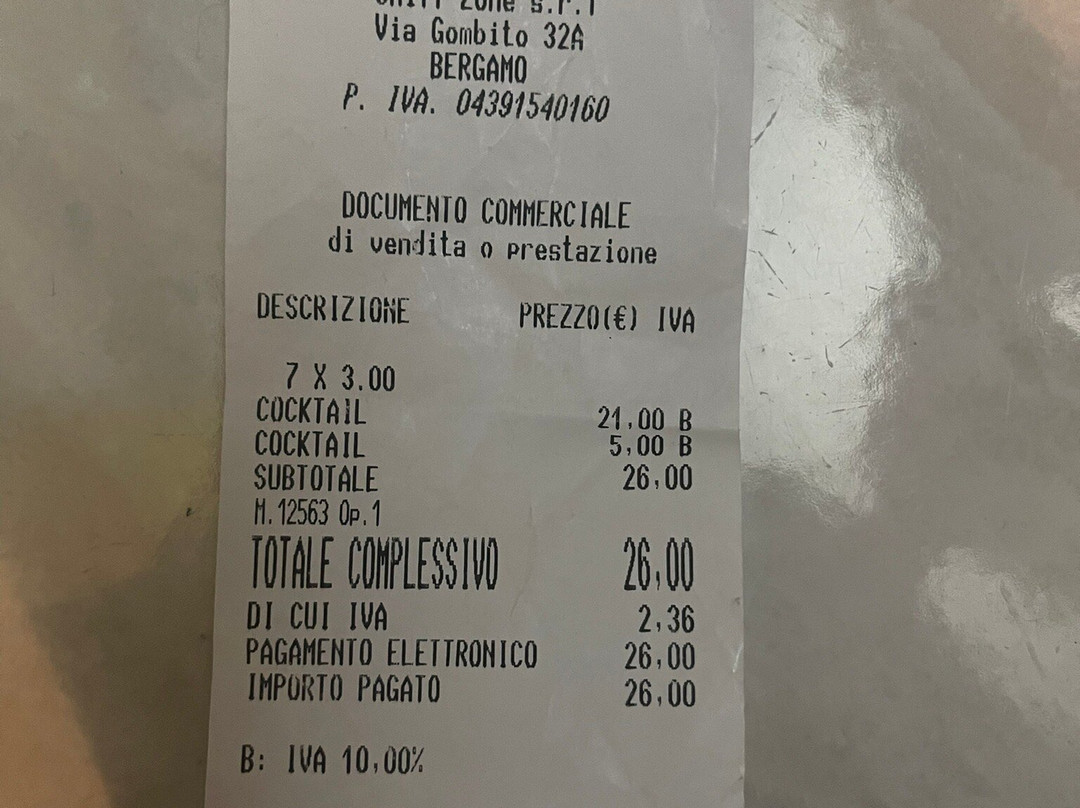 Zone s.r.l
Via Gombito 32A
BERGAMO
P. IVA. 04391540160
DOCUMENTO COMMERCIALE
di vendita o prestazione
DESCRIZIONE PREZZO(€) IVA
7 X 3.00
COCKTAIL 21,00 B
COCKTAIL 5,00 B
SUBTOTALE 26,00
M.12563 Op.1
TOTALE COMPLESSIVO 26,00
DI CUI IVA 2,36
PAGAMENTO ELETTRONICO 26,00
IMPORTO PAGATO 26,00
B: IVA 10,00%